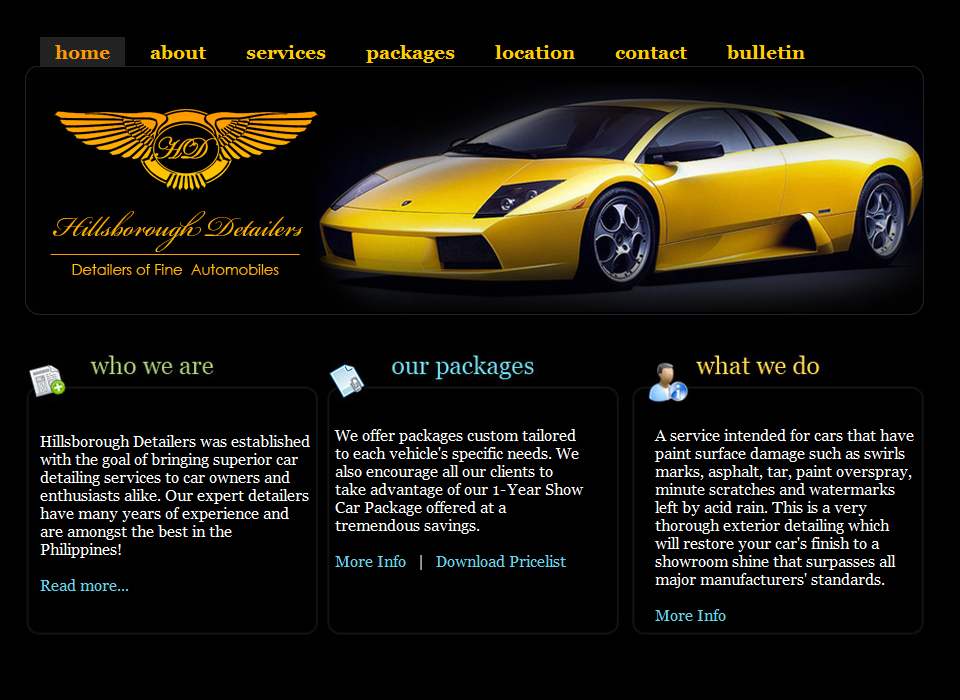 home about services packages location contact bulletin
HD
Hillsborough Detailers
Detailers of Fine Automobiles
who we are
Hillsborough Detailers was established
with the goal of bringing superior car
detailing services to car owners and
enthusiasts alike. Our expert detailers
have many years of experience and
are amongst the best in the
Philippines!
Read more...
our packages
We offer packages custom tailored
to each vehicle's specific needs. We
also encourage all our clients to
take advantage of our 1-Year Show
Car Package offered at a
tremendous savings.
More Info | Download Pricelist
what we do
A service intended for cars that have
paint surface damage such as swirls
marks, asphalt, tar, paint overspray,
minute scratches and watermarks
left by acid rain. This is a very
thorough exterior detailing which
will restore your car's finish to a
showroom shine that surpasses all
major manufacturers' standards.
More Info